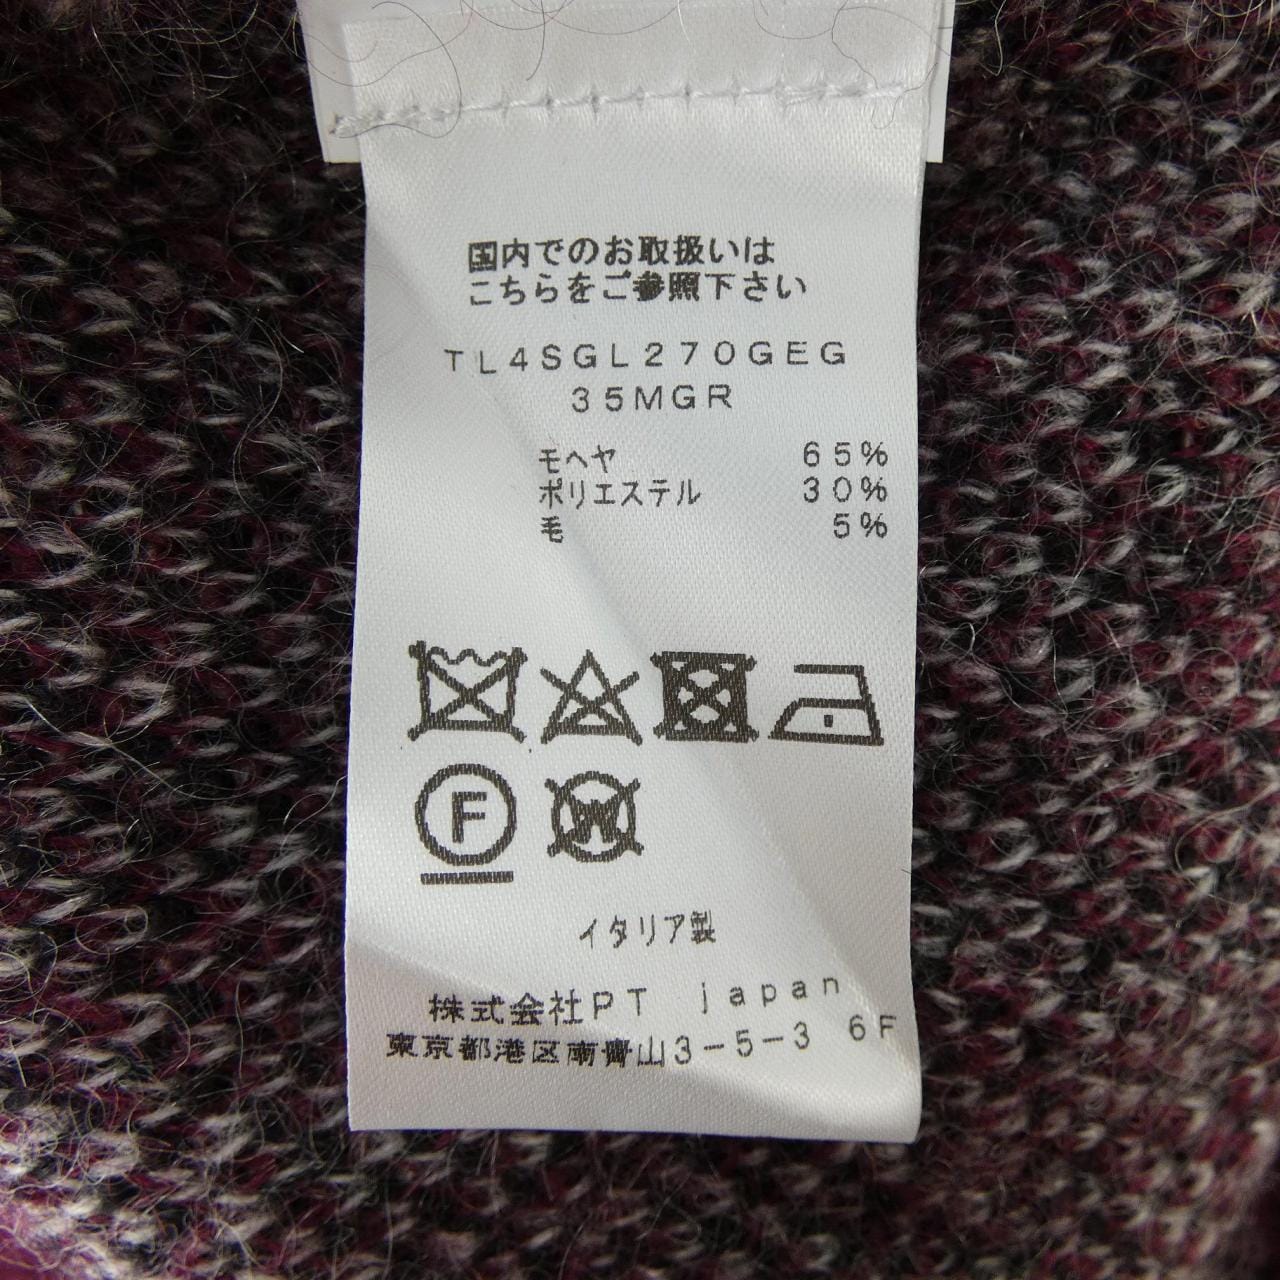 国内でのお取扱いは
こちらをご参照下さい
TL4SGL270GEG
35MGR
モヘヤ 65%
ポリエステル 30%
毛 5%
F
W
イタリア製
株式会社PT japan
東京都港区南青山3-5-3 6F